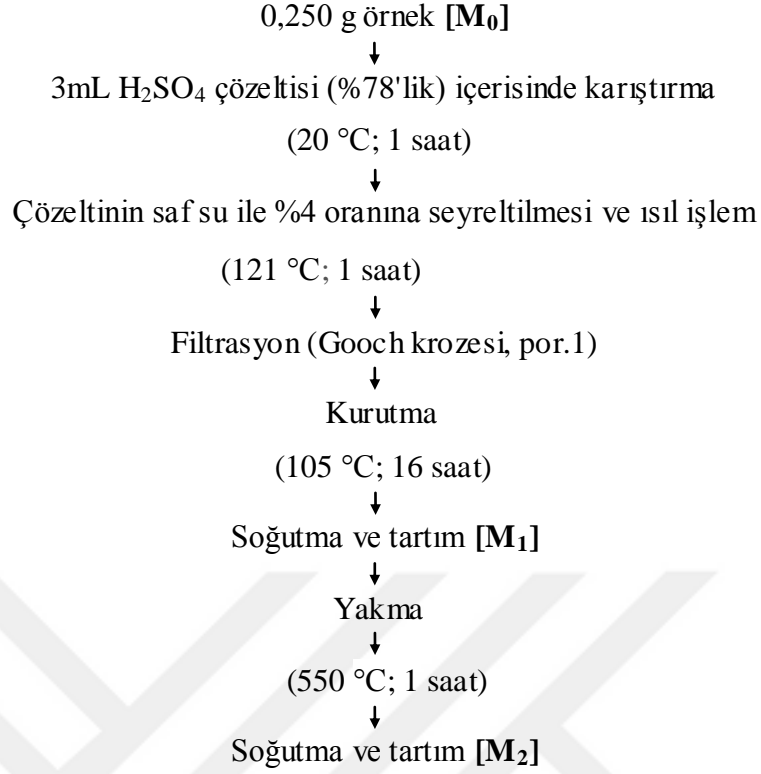 0,250 g örnek [M₀]
3mL H₂SO₄ çözeltisi (%78'lik) içerisinde karıştırma
(20 °C; 1 saat)
Çözeltinin saf su ile %4 oranına seyreltilmesi ve ısıl işlem
(121 °C; 1 saat)
Filtrasyon (Gooch krozesi, por.1)
Kurutma
(105 °C; 16 saat)
Soğutma ve tartım [M₁]
Yakma
(550 °C; 1 saat)
Soğutma ve tartım [M₂]